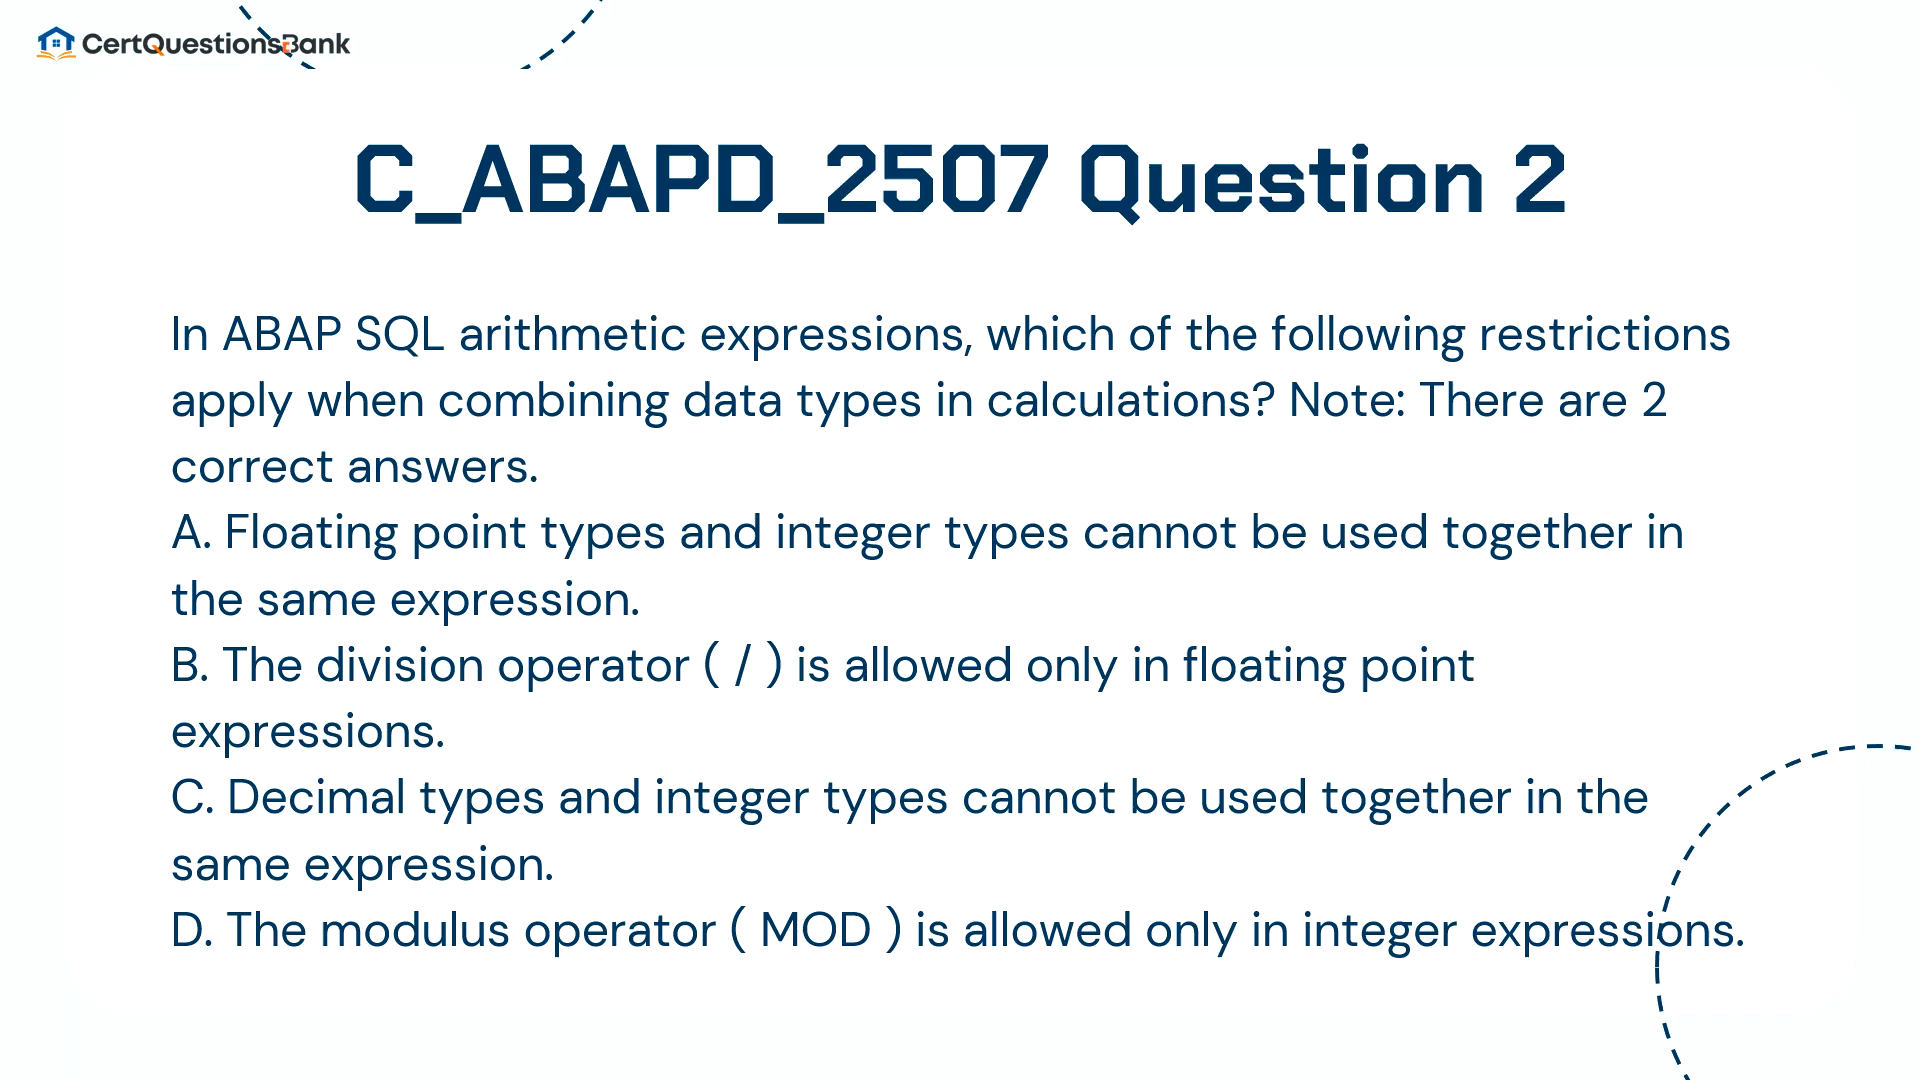 CertQuestionsBank
C_ABAPD_2507 Question 2
In ABAP SQL arithmetic expressions, which of the following restrictions
apply when combining data types in calculations? Note: There are 2
correct answers.
A. Floating point types and integer types cannot be used together in
the same expression.
B. The division operator ( / ) is allowed only in floating point
expressions.
C. Decimal types and integer types cannot be used together in the
same expression.
D. The modulus operator ( MOD ) is allowed only in integer expressions.